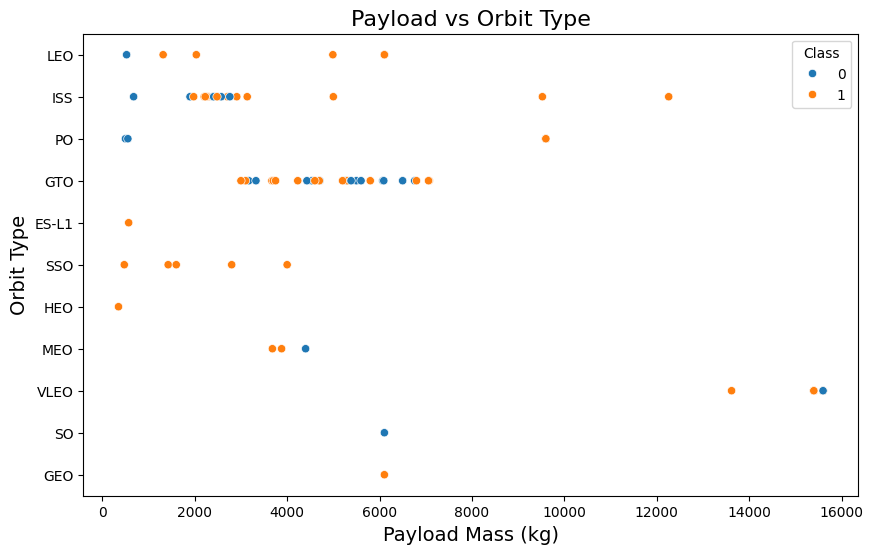 Payload vs Orbit Type
Class
0
1
LEO
ISS
PO
GTO
ES-L1
SSO
HEO
MEO
VLEO
SO
GEO
Orbit Type
0 2000 4000 6000 8000 10000 12000 14000 16000
Payload Mass (kg)